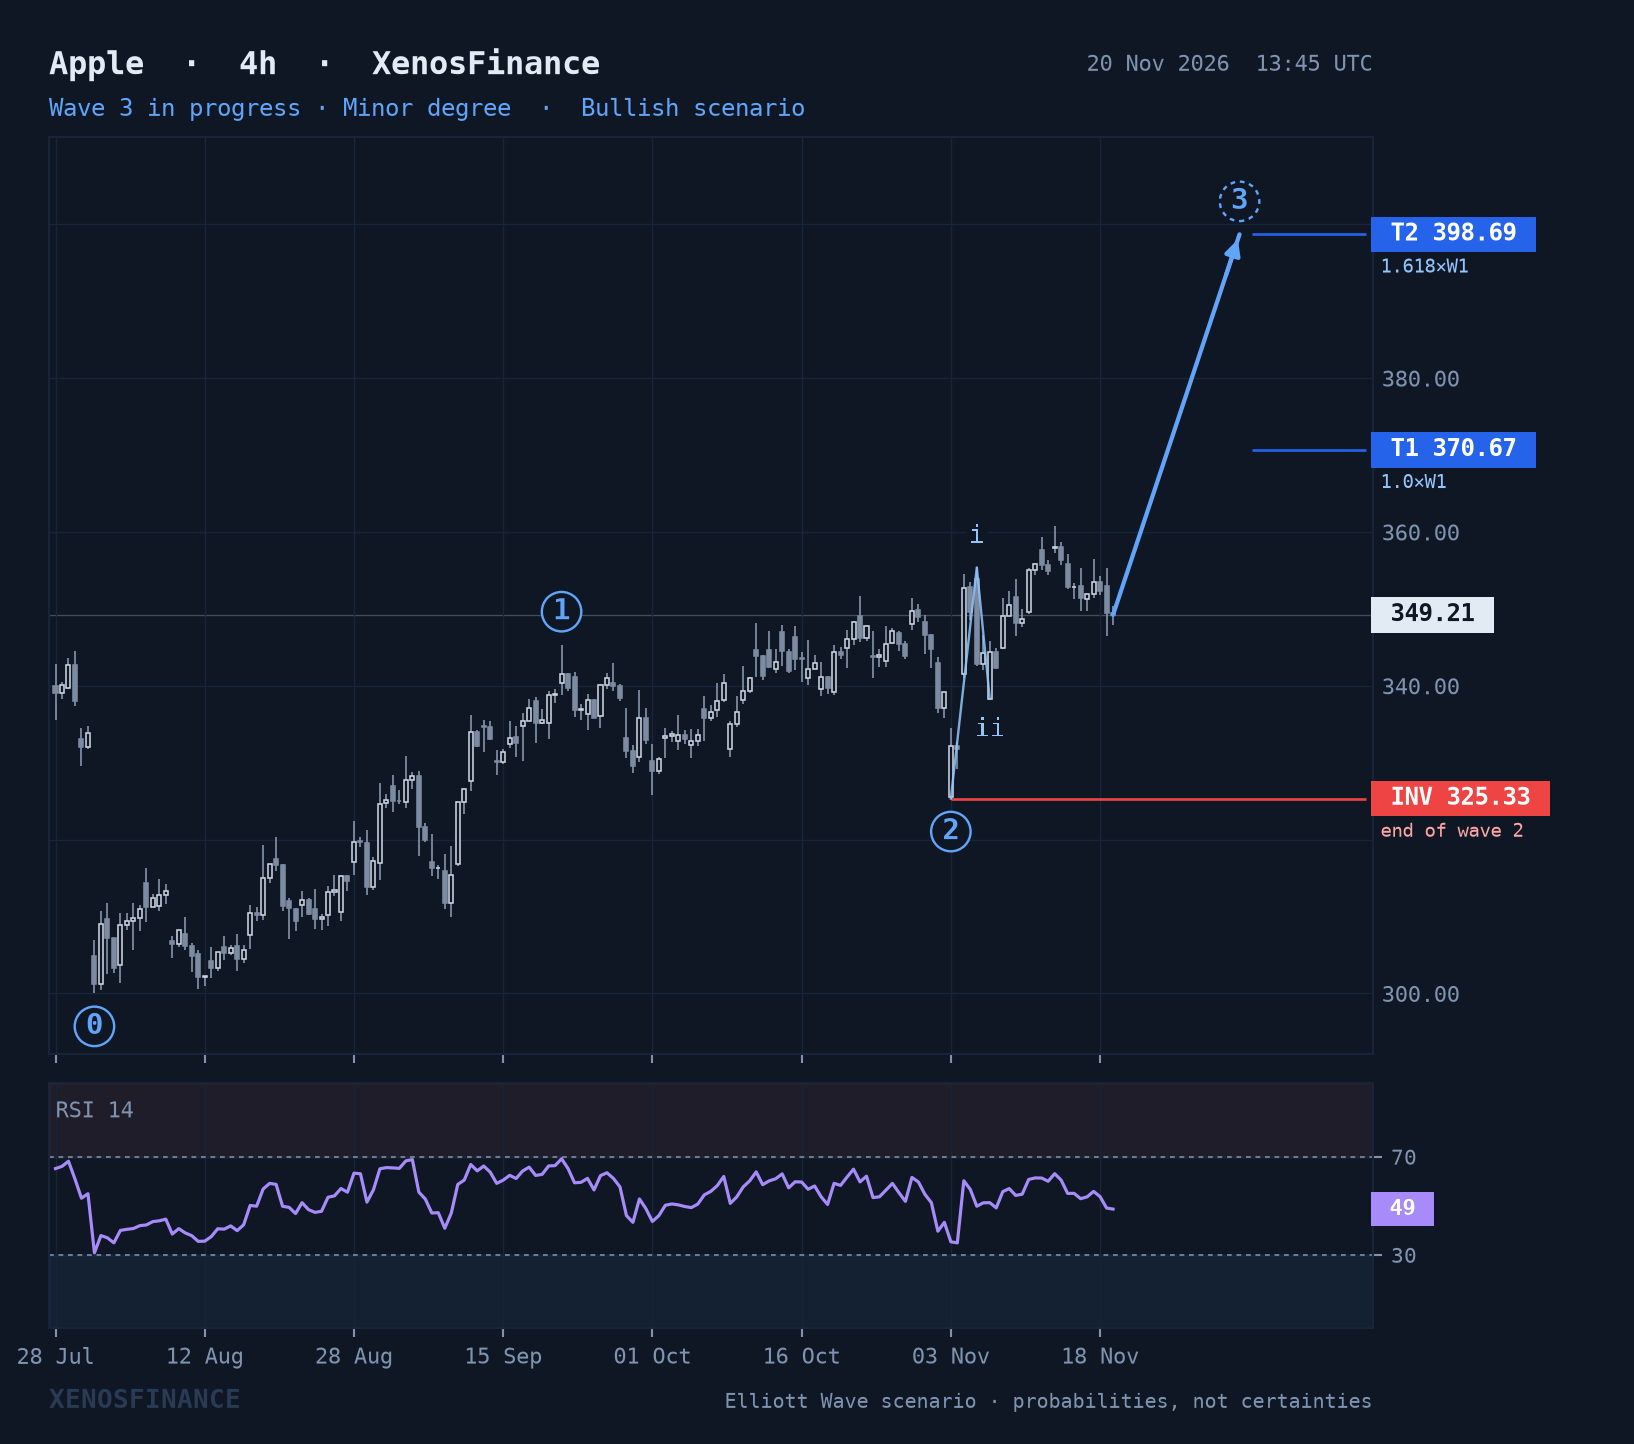 Apple · 4h · XenosFinance
20 Nov 2026 13:45 UTC
Wave 3 in progress · Minor degree · Bullish scenario
3
T2 398.69
1.618×W1
380.00
T1 370.67
1.0×W1
i
360.00
1
349.21
340.00
ii
INV 325.33
2
end of wave 2
300.00
0
RSI 14
70
49
30
28 Jul
12 Aug
28 Aug
15 Sep
01 Oct
16 Oct
03 Nov
18 Nov
XENOSFINANCE
Elliott Wave scenario · probabilities, not certainties